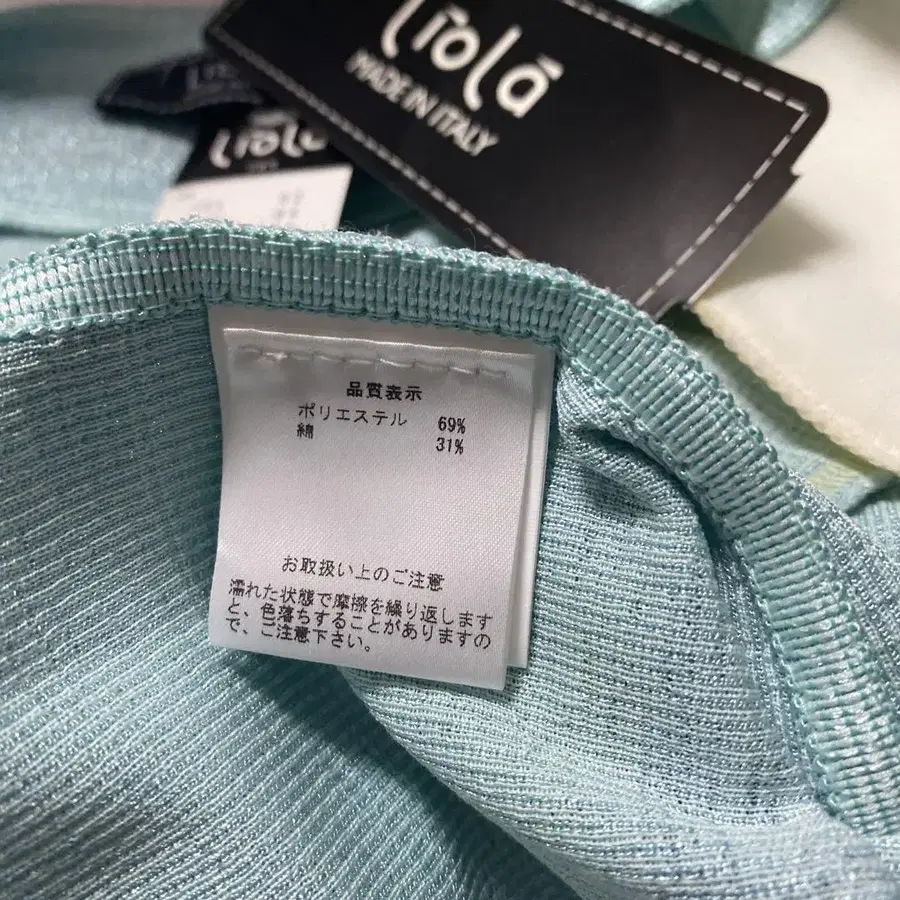 Liolā
MADE IN ITALY
Liolā
品質表示
ポリエステル 69%
綿 31%
お取扱い上のご注意
濡れた状態で摩擦を繰り返します
と、色落ちすることがありますの
で、ご注意下さい。